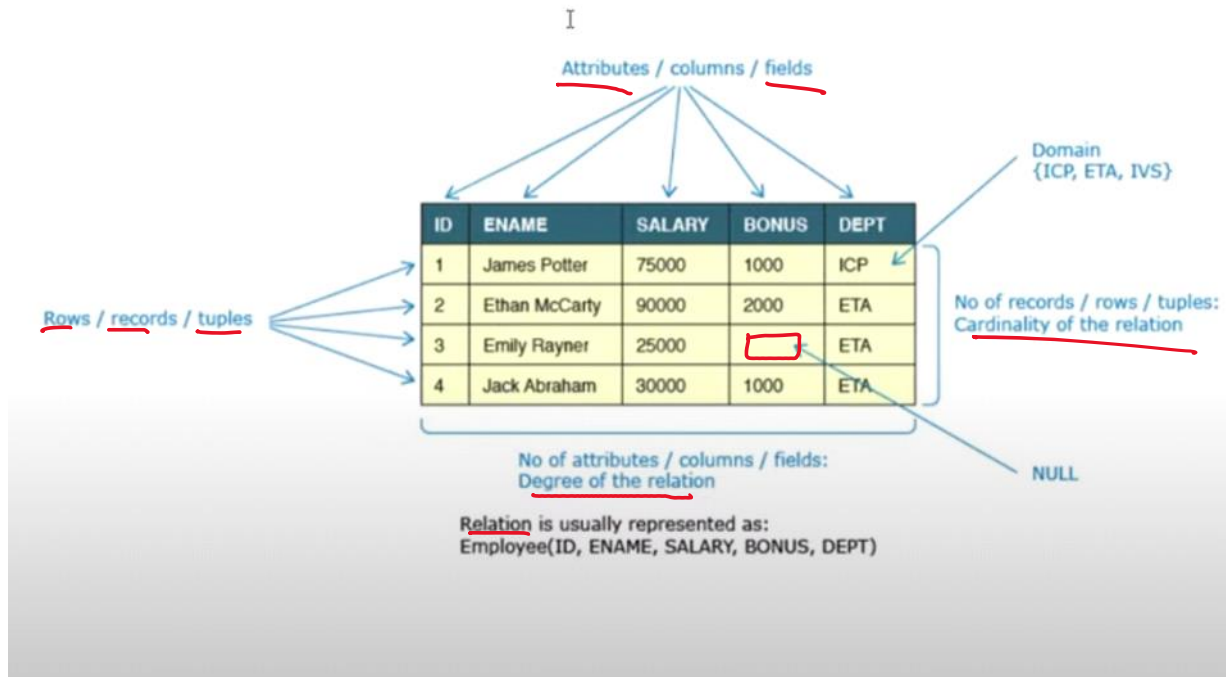 Attributes / columns / fields
Domain
{ICP, ETA, IVS}
ID ENAME SALARY BONUS DEPT
1 James Potter 75000 1000 ICP
2 Ethan McCarty 90000 2000 ETA
3 Emily Rayner 25000 ETA
4 Jack Abraham 30000 1000 ETA
Rows / records / tuples
No of records / rows / tuples:
Cardinality of the relation
No of attributes / columns / fields:
Degree of the relation
NULL
Relation is usually represented as:
Employee(ID, ENAME, SALARY, BONUS, DEPT)